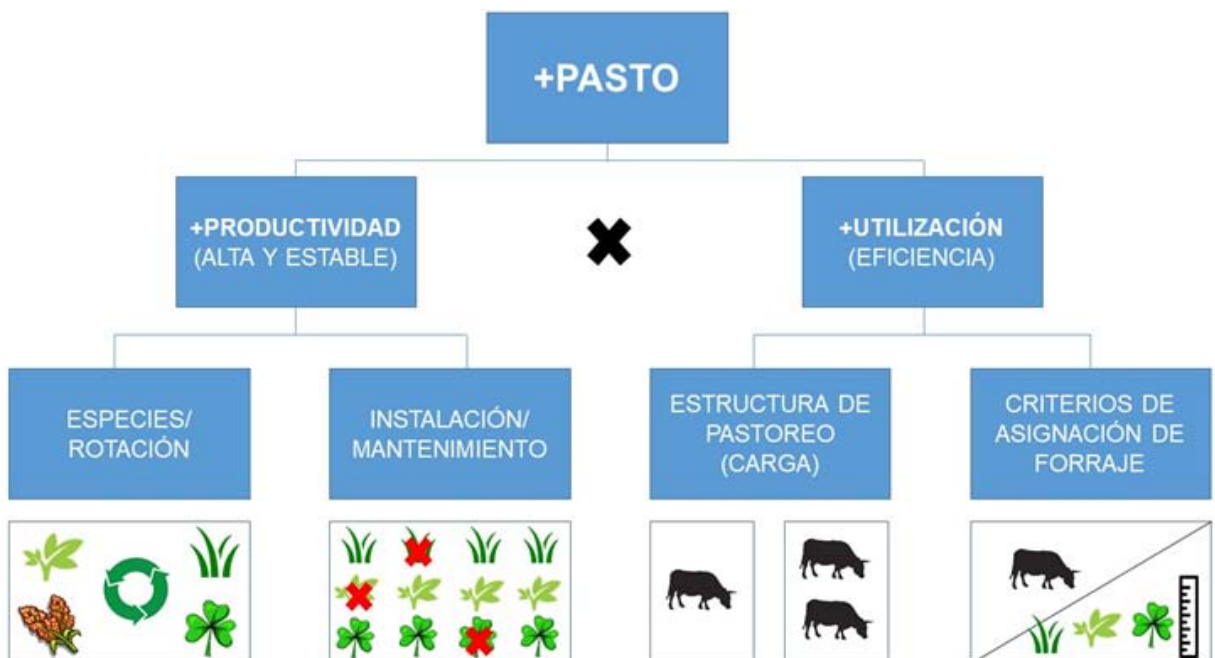 +PASTO
+PRODUCTIVIDAD
(ALTA Y ESTABLE)
+UTILIZACIÓN
(EFICIENCIA)
ESPECIES/
ROTACIÓN
INSTALACIÓN/
MANTENIMIENTO
ESTRUCTURA DE
PASTOREO
(CARGA)
CRITERIOS DE
ASIGNACIÓN DE
FORRAJE